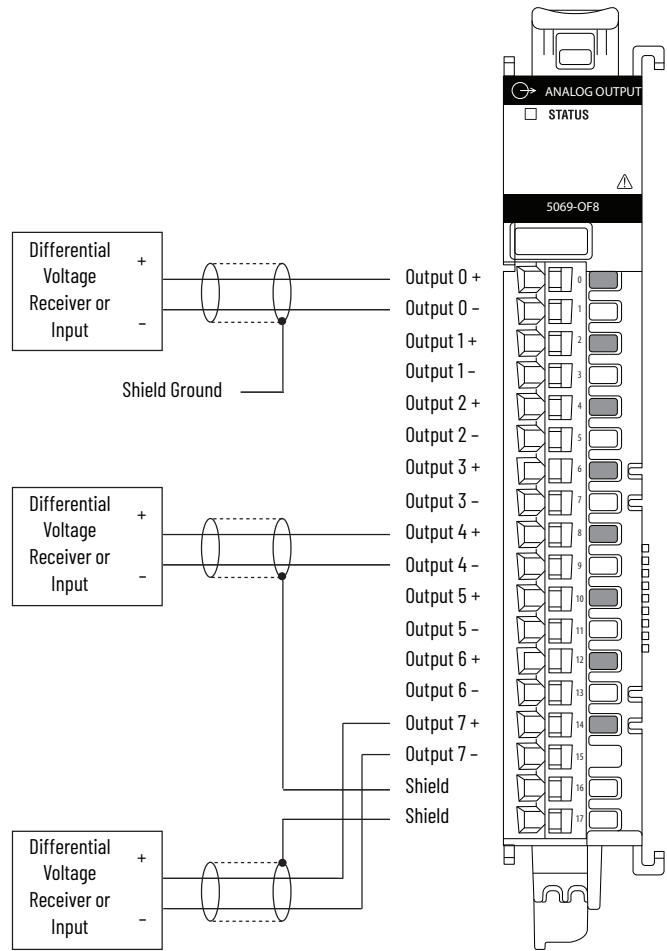 ANALOG OUTPUT
STATUS
5069-OF8
Differential
Voltage
Receiver or
Input
+
–
Shield Ground
Differential
Voltage
Receiver or
Input
+
–
Differential
Voltage
Receiver or
Input
+
–
Output 0 +
Output 0 –
Output 1 +
Output 1 –
Output 2 +
Output 2 –
Output 3 +
Output 3 –
Output 4 +
Output 4 –
Output 5 +
Output 5 –
Output 6 +
Output 6 –
Output 7 +
Output 7 –
Shield
Shield
0
1
2
3
4
5
6
7
8
9
10
11
12
13
14
15
16
17